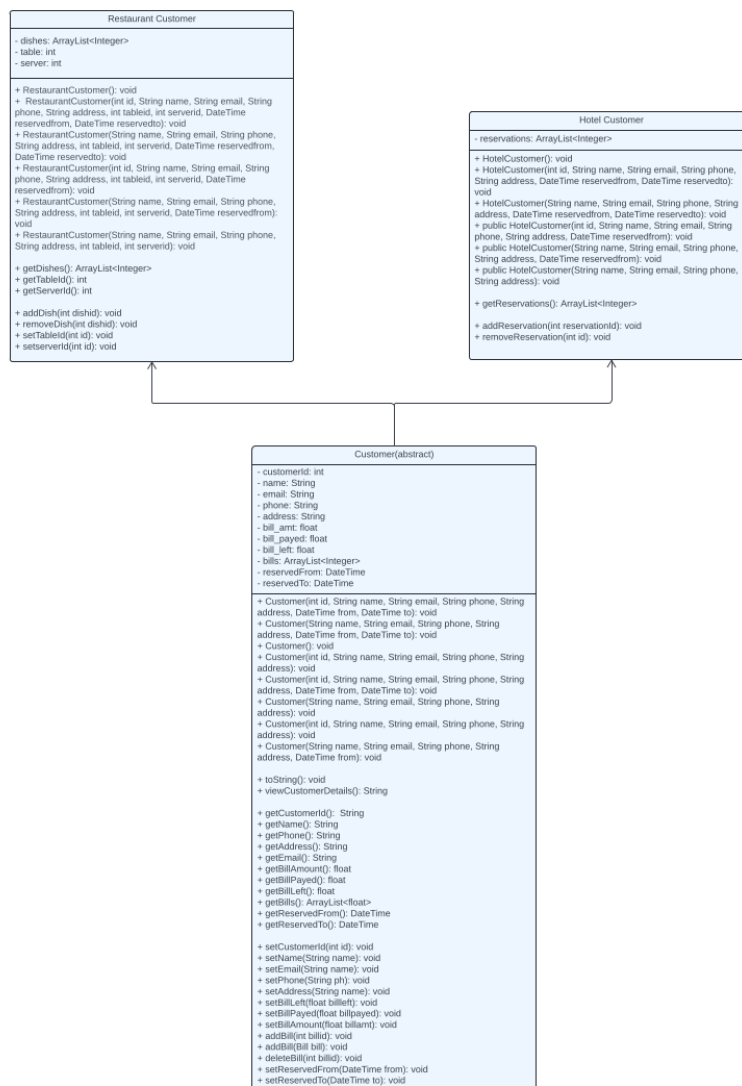 Restaurant Customer
- dishes: ArrayList<Integer>
- table: int
- server: int
+ RestaurantCustomer(): void
+ RestaurantCustomer(int id, String name, String email, String
phone, String address, int tableid, int serverid, DateTime
reservedfrom, DateTime reservedto): void
+ RestaurantCustomer(String name, String email, String phone,
String address, int tableid, int serverid, DateTime reservedfrom,
DateTime reservedto): void
+ RestaurantCustomer(int id, String name, String email, String
phone, String address, int tableid, int serverid, DateTime
reservedfrom): void
+ RestaurantCustomer(String name, String email, String phone,
String address, int tableid, int serverid, DateTime reservedfrom):
void
+ RestaurantCustomer(String name, String email, String phone,
String address, int tableid, int serverid): void
+ getDishes(): ArrayList<Integer>
+ getTableId(): int
+ getServerId(): int
+ addDish(int dishid): void
+ removeDish(int dishid): void
+ setTableId(int id): void
+ setserverId(int id): void
Hotel Customer
- reservations: ArrayList<Integer>
+ HotelCustomer(): void
+ HotelCustomer(int id, String name, String email, String phone,
String address, DateTime reservedfrom, DateTime reservedto):
void
+ HotelCustomer(String name, String email, String phone, String
address, DateTime reservedfrom, DateTime reservedto): void
+ public HotelCustomer(int id, String name, String email, String
phone, String address, DateTime reservedfrom): void
+ public HotelCustomer(String name, String email, String phone,
String address, DateTime reservedfrom): void
+ public HotelCustomer(String name, String email, String phone,
String address): void
+ getReservations(): ArrayList<Integer>
+ addReservation(int reservationId): void
+ removeReservation(int id): void
Customer(abstract)
- customerId: int
- name: String
- email: String
- phone: String
- address: String
- bill_amt: float
- bill_payed: float
- bill_left: float
- bills: ArrayList<Integer>
- reservedFrom: DateTime
- reservedTo: DateTime
+ Customer(int id, String name, String email, String phone, String
address, DateTime from, DateTime to): void
+ Customer(String name, String email, String phone, String
address, DateTime from, DateTime to): void
+ Customer(): void
+ Customer(int id, String name, String email, String phone, String
address): void
+ Customer(int id, String name, String email, String phone, String
address, DateTime from, DateTime to): void
+ Customer(String name, String email, String phone, String
address): void
+ Customer(int id, String name, String email, String phone, String
address): void
+ Customer(String name, String email, String phone, String
address, DateTime from): void
+ toString(): void
+ viewCustomerDetails(): String
+ getCustomerId(): String
+ getName(): String
+ getPhone(): String
+ getAddress(): String
+ getEmail(): String
+ getBillAmount(): float
+ getBillPayed(): float
+ getBillLeft(): float
+ getBills(): ArrayList<float>
+ getReservedFrom(): DateTime
+ getReservedTo(): DateTime
+ setCustomerId(int id): void
+ setName(String name): void
+ setEmail(String name): void
+ setPhone(String ph): void
+ setAddress(String name): void
+ setBillLeft(float billleft): void
+ setBillPayed(float billpayed): void
+ setBillAmount(float billamt): void
+ addBill(int billid): void
+ addBill(Bill bill): void
+ deleteBill(int billid): void
+ setReservedFrom(DateTime from): void
+ setReservedTo(DateTime to): void